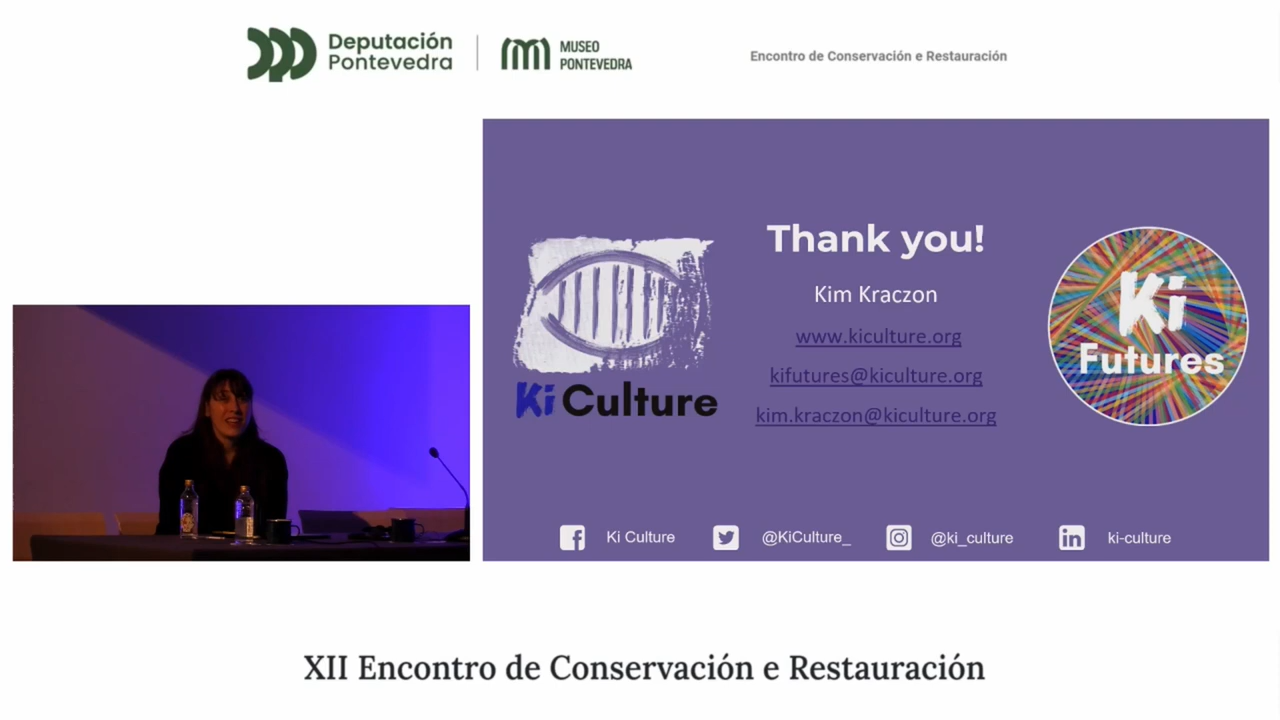 Deputación
Pontevedra
MUSEO
PONTEVEDRA
Encontro de Conservación e Restauración
Thank you!
Kim Kraczon
www.kiculture.org
kifutures@kiculture.org
kim.kraczon@kiculture.org
Ki Culture
Ki
Futures
Ki Culture
@KiCulture_
@ki_culture
ki-culture
XII Encontro de Conservación e Restauración